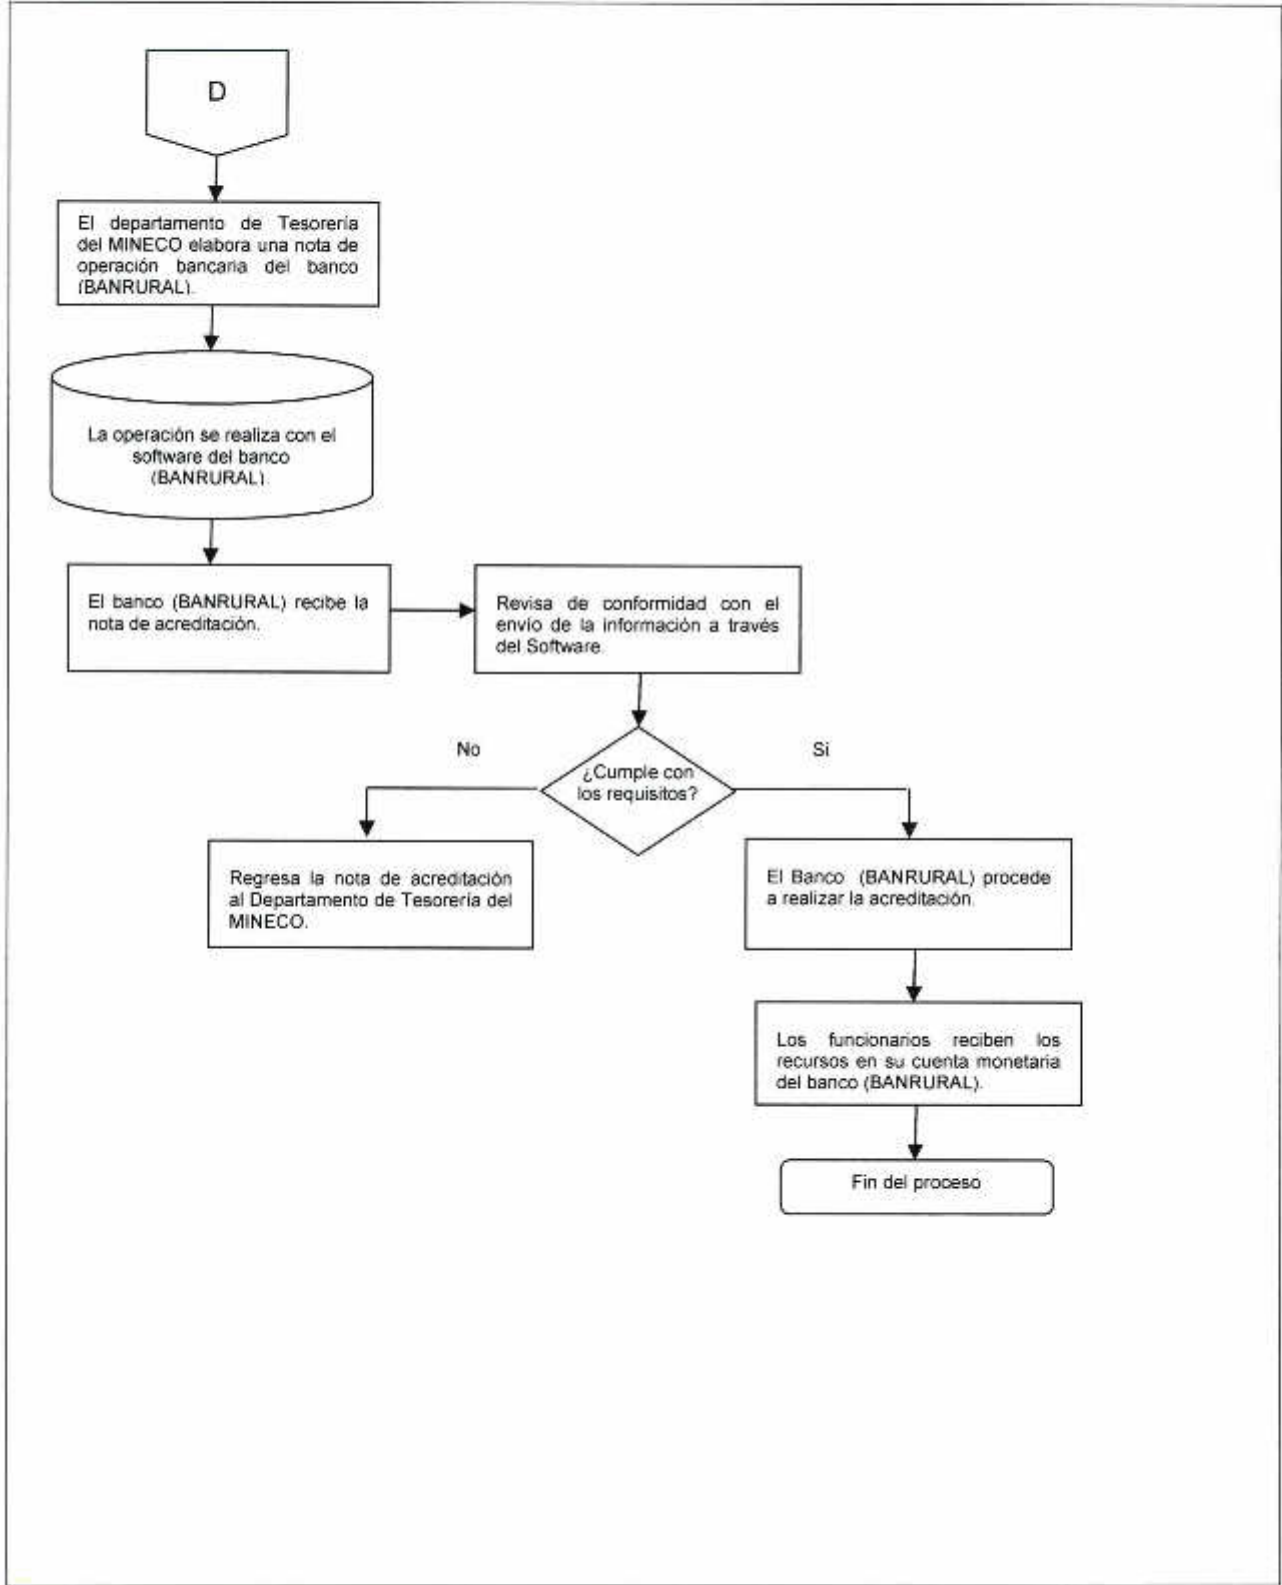 D
El departamento de Tesorería
del MINECO elabora una nota de
operación bancaria del banco
(BANRURAL).
La operación se realiza con el
software del banco
(BANRURAL).
El banco (BANRURAL) recibe la
nota de acreditación.
Revisa de conformidad con el
envío de la información a través
del Software.
No
Si
¿Cumple con
los requisitos?
Regresa la nota de acreditación
al Departamento de Tesorería del
MINECO.
El Banco (BANRURAL) procede
a realizar la acreditación.
Los funcionarios reciben los
recursos en su cuenta monetaria
del banco (BANRURAL).
Fin del proceso